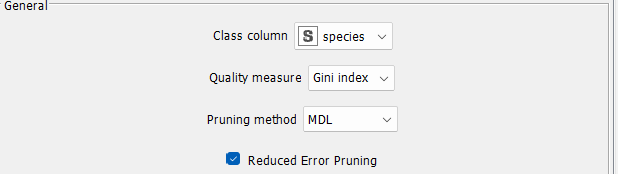 General
Class column S species
Quality measure Gini index
Pruning method MDL
Reduced Error Pruning